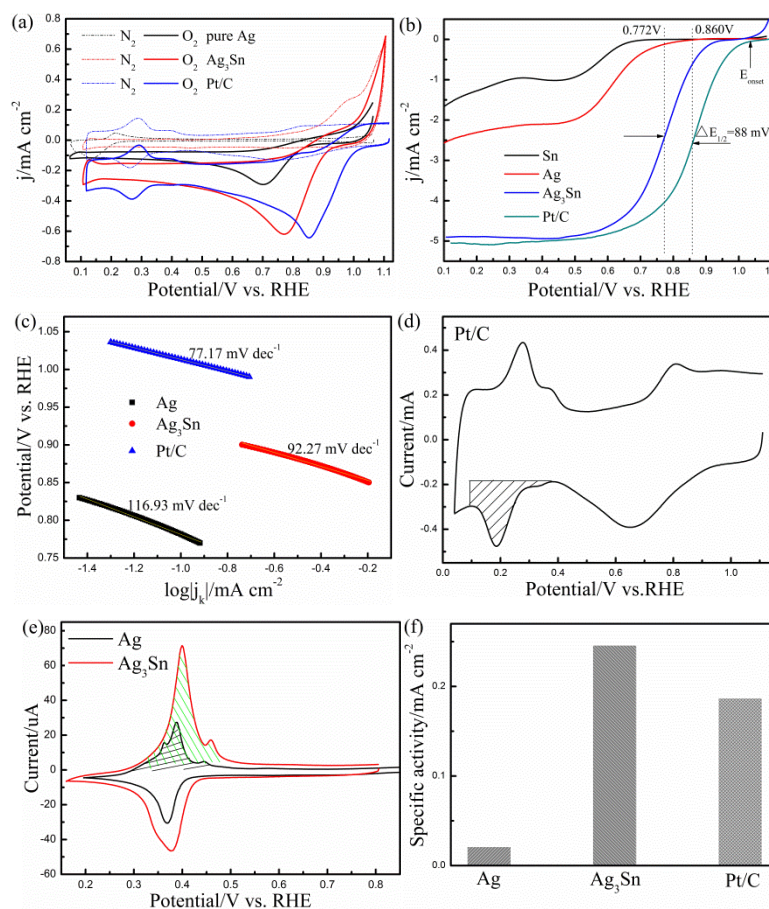 (a)
N₂ O₂ pure Ag
N₂ O₂ Ag₃Sn
N₂ O₂ Pt/C
j/mA cm⁻²
0.8
0.6
0.4
0.2
0.0
-0.2
-0.4
-0.6
-0.8
0.1 0.3 0.5 0.7 0.9 1.1
Potential/V vs. RHE
(b)
0.772V 0.860V
E onset
△E₁/₂=88 mV
Sn
Ag
Ag₃Sn
Pt/C
j/mA cm⁻²
0
-1
-2
-3
-4
-5
0.1 0.2 0.3 0.4 0.5 0.6 0.7 0.8 0.9 1.0
Potential/V vs. RHE
(c)
77.17 mV dec⁻¹
Ag
Ag₃Sn
Pt/C
92.27 mV dec⁻¹
116.93 mV dec⁻¹
Potential/V vs. RHE
1.05
1.00
0.95
0.90
0.85
0.80
0.75
-1.4 -1.2 -1.0 -0.8 -0.6 -0.4 -0.2
log|jₖ|/mA cm⁻²
(d)
Pt/C
Current/mA
0.4
0.2
0.0
-0.2
-0.4
0.0 0.2 0.4 0.6 0.8 1.0
Potential/V vs.RHE
(e)
Ag
Ag₃Sn
Current/uA
80
60
40
20
0
-20
-40
-60
0.2 0.3 0.4 0.5 0.6 0.7 0.8
Potential/V vs. RHE
(f)
Specific activity/mA cm⁻²
0.2
0.1
0.0
Ag Ag₃Sn Pt/C